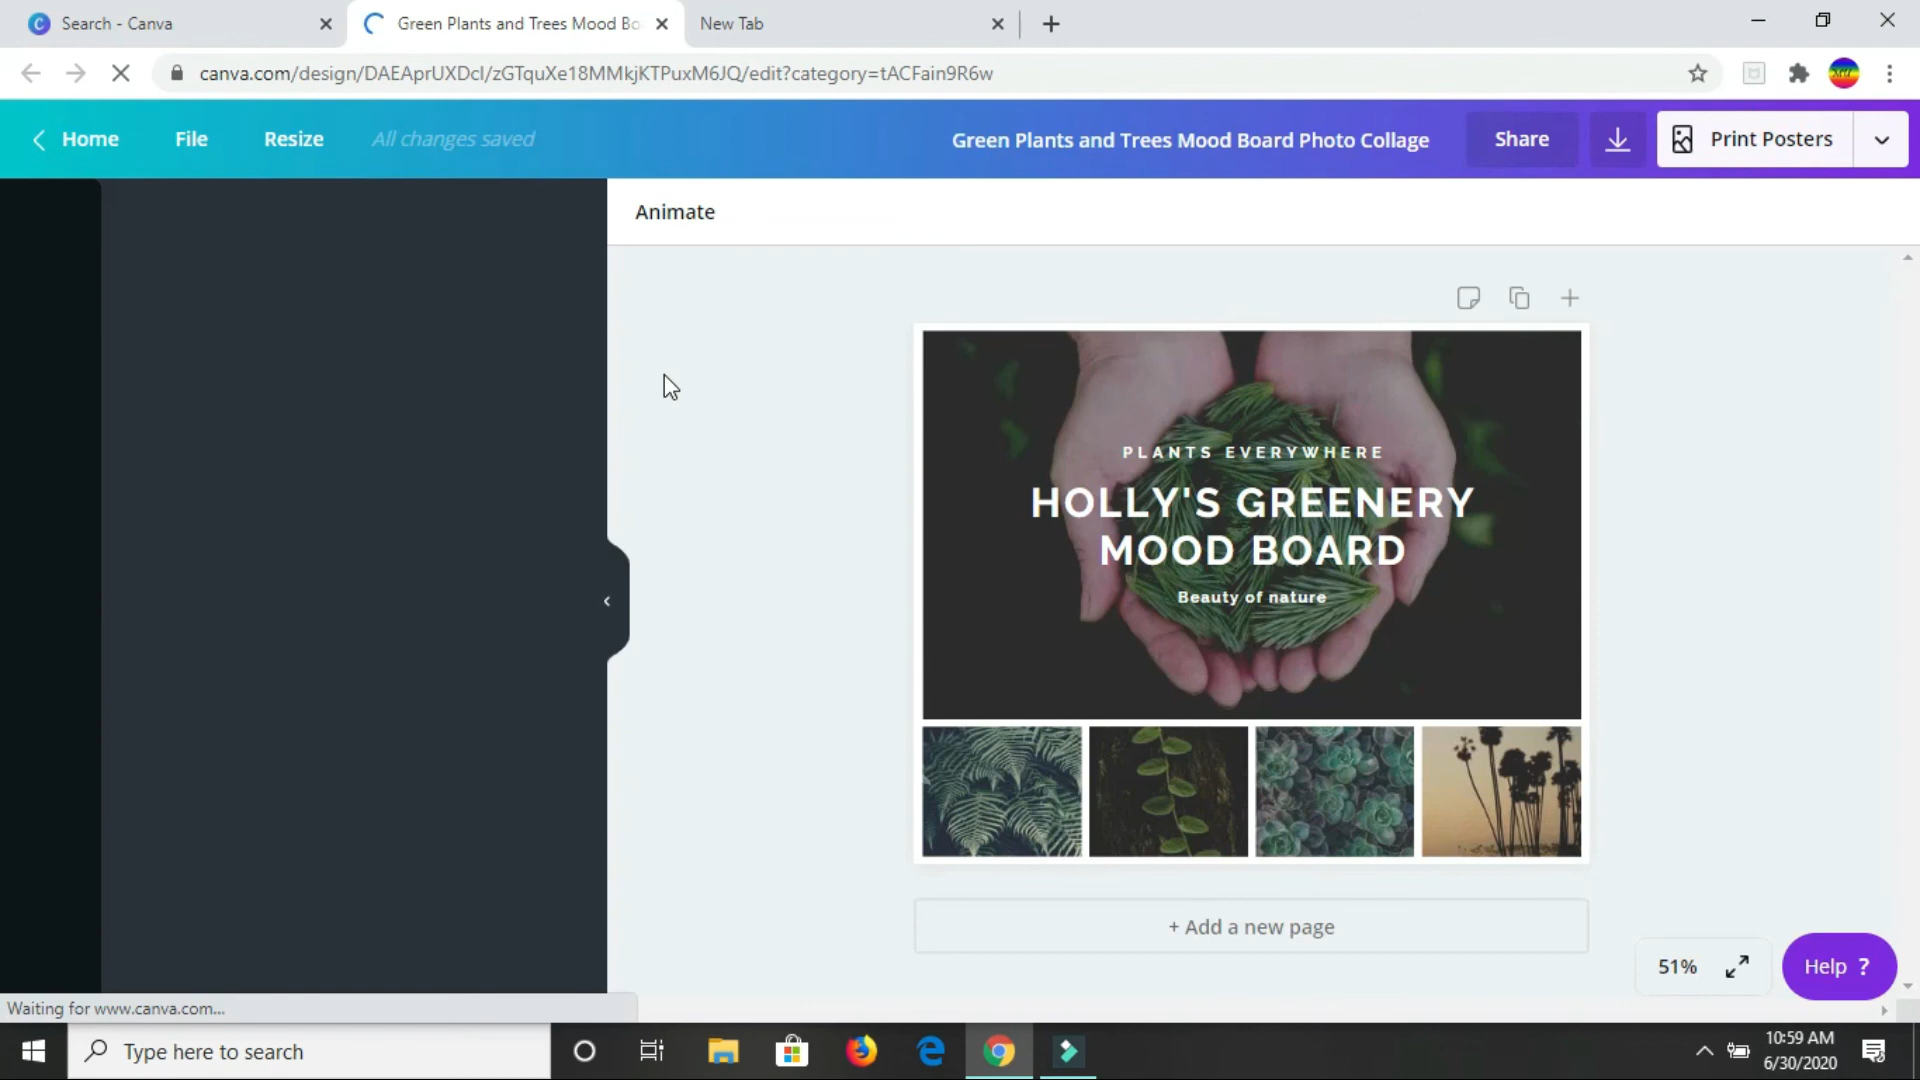 Search - Canva
Green Plants and Trees Mood Bo
New Tab
canva.com/design/DAEAprUXDcI/zGTquXe18MMkjKTPuxM6JQ/edit?category=tACFain9R6w
Home
File
Resize
All changes saved
Green Plants and Trees Mood Board Photo Collage
Share
Print Posters
Animate
PLANTS EVERYWHERE
HOLLY'S GREENERY
MOOD BOARD
Beauty of nature
+ Add a new page
51%
Help ?
Waiting for www.canva.com...
Type here to search
10:59 AM
6/30/2020